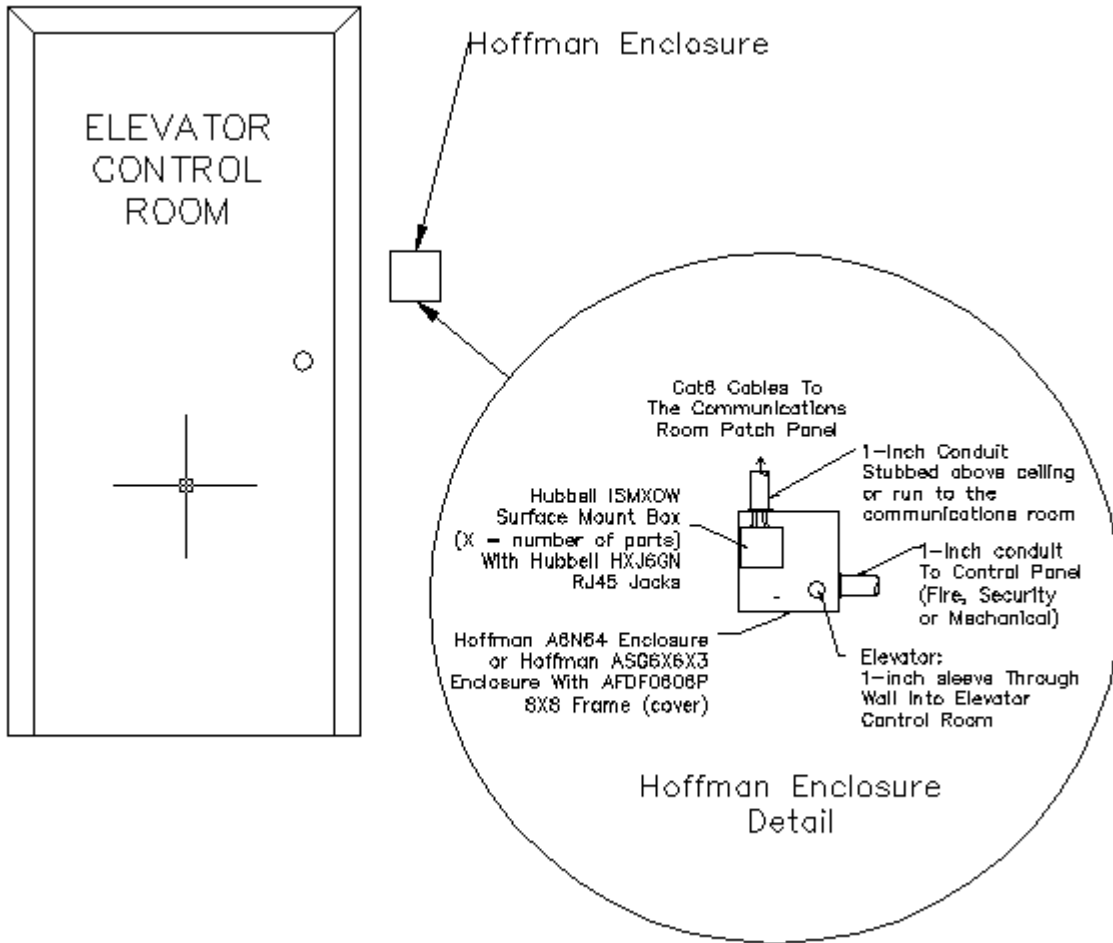 Hoffman Enclosure
ELEVATOR
CONTROL
ROOM
Cat6 Cables To
The Communications
Room Patch Panel
1-Inch Conduit
Stubbed above ceiling
or run to the
communications room
Hubbell ISMXOW
Surface Mount Box
(X - number of ports)
With Hubbell HXJ6GN
RJ45 Jacks
1-Inch conduit
To Control Panel
(Fire, Security
or Mechanical)
Hoffman A6N64 Enclosure
or Hoffman ASG6X6X3
Enclosure With AFDF0606P
8X8 Frame (cover)
Elevator:
1-inch sleeve Through
Wall Into Elevator
Control Room
Hoffman Enclosure
Detail